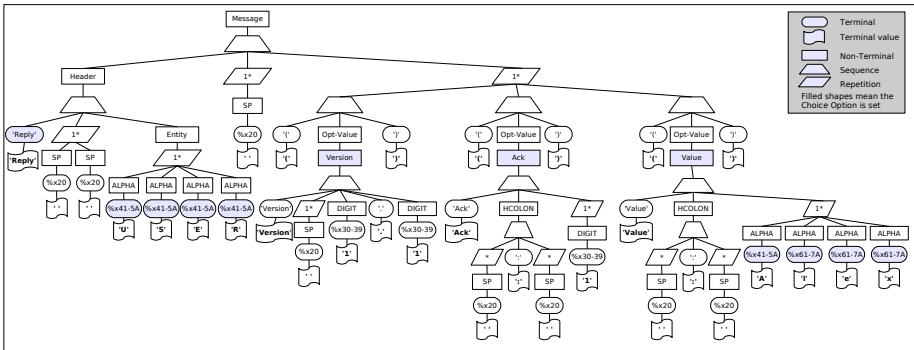 Message
Terminal
Terminal value
Non-Terminal
Sequence
Repetition
Filled shapes mean the
Choice Option is set
Header 1* 1*
SP
'Reply' 1* Entity %x20 '(' Opt-Value ')' '(' Opt-Value ')' '(' Opt-Value ')'
'Reply' SP SP 1* ' ' '(' Version ')' '(' Ack ')' '(' Value ')'
%x20 %x20 ALPHA ALPHA ALPHA ALPHA
' ' ' ' %x41-5A %x41-5A %x41-5A %x41-5A 'Version' 1* DIGIT '.' DIGIT 'Ack' HCOLON 1* 'Value' HCOLON 1*
'U' 'S' 'E' 'R' 'Version' SP %x30-39 '.' %x30-39 'Ack' DIGIT 'Value' ALPHA ALPHA ALPHA ALPHA
%x20 '1' '1' * ':' * %x30-39 * ':' * %x41-5A %x61-7A %x61-7A %x61-7A
' ' SP ':' SP '1' SP ':' SP 'A' 'l' 'e' 'x'
%x20 %x20 %x20 %x20
' ' ' ' ' ' ' '